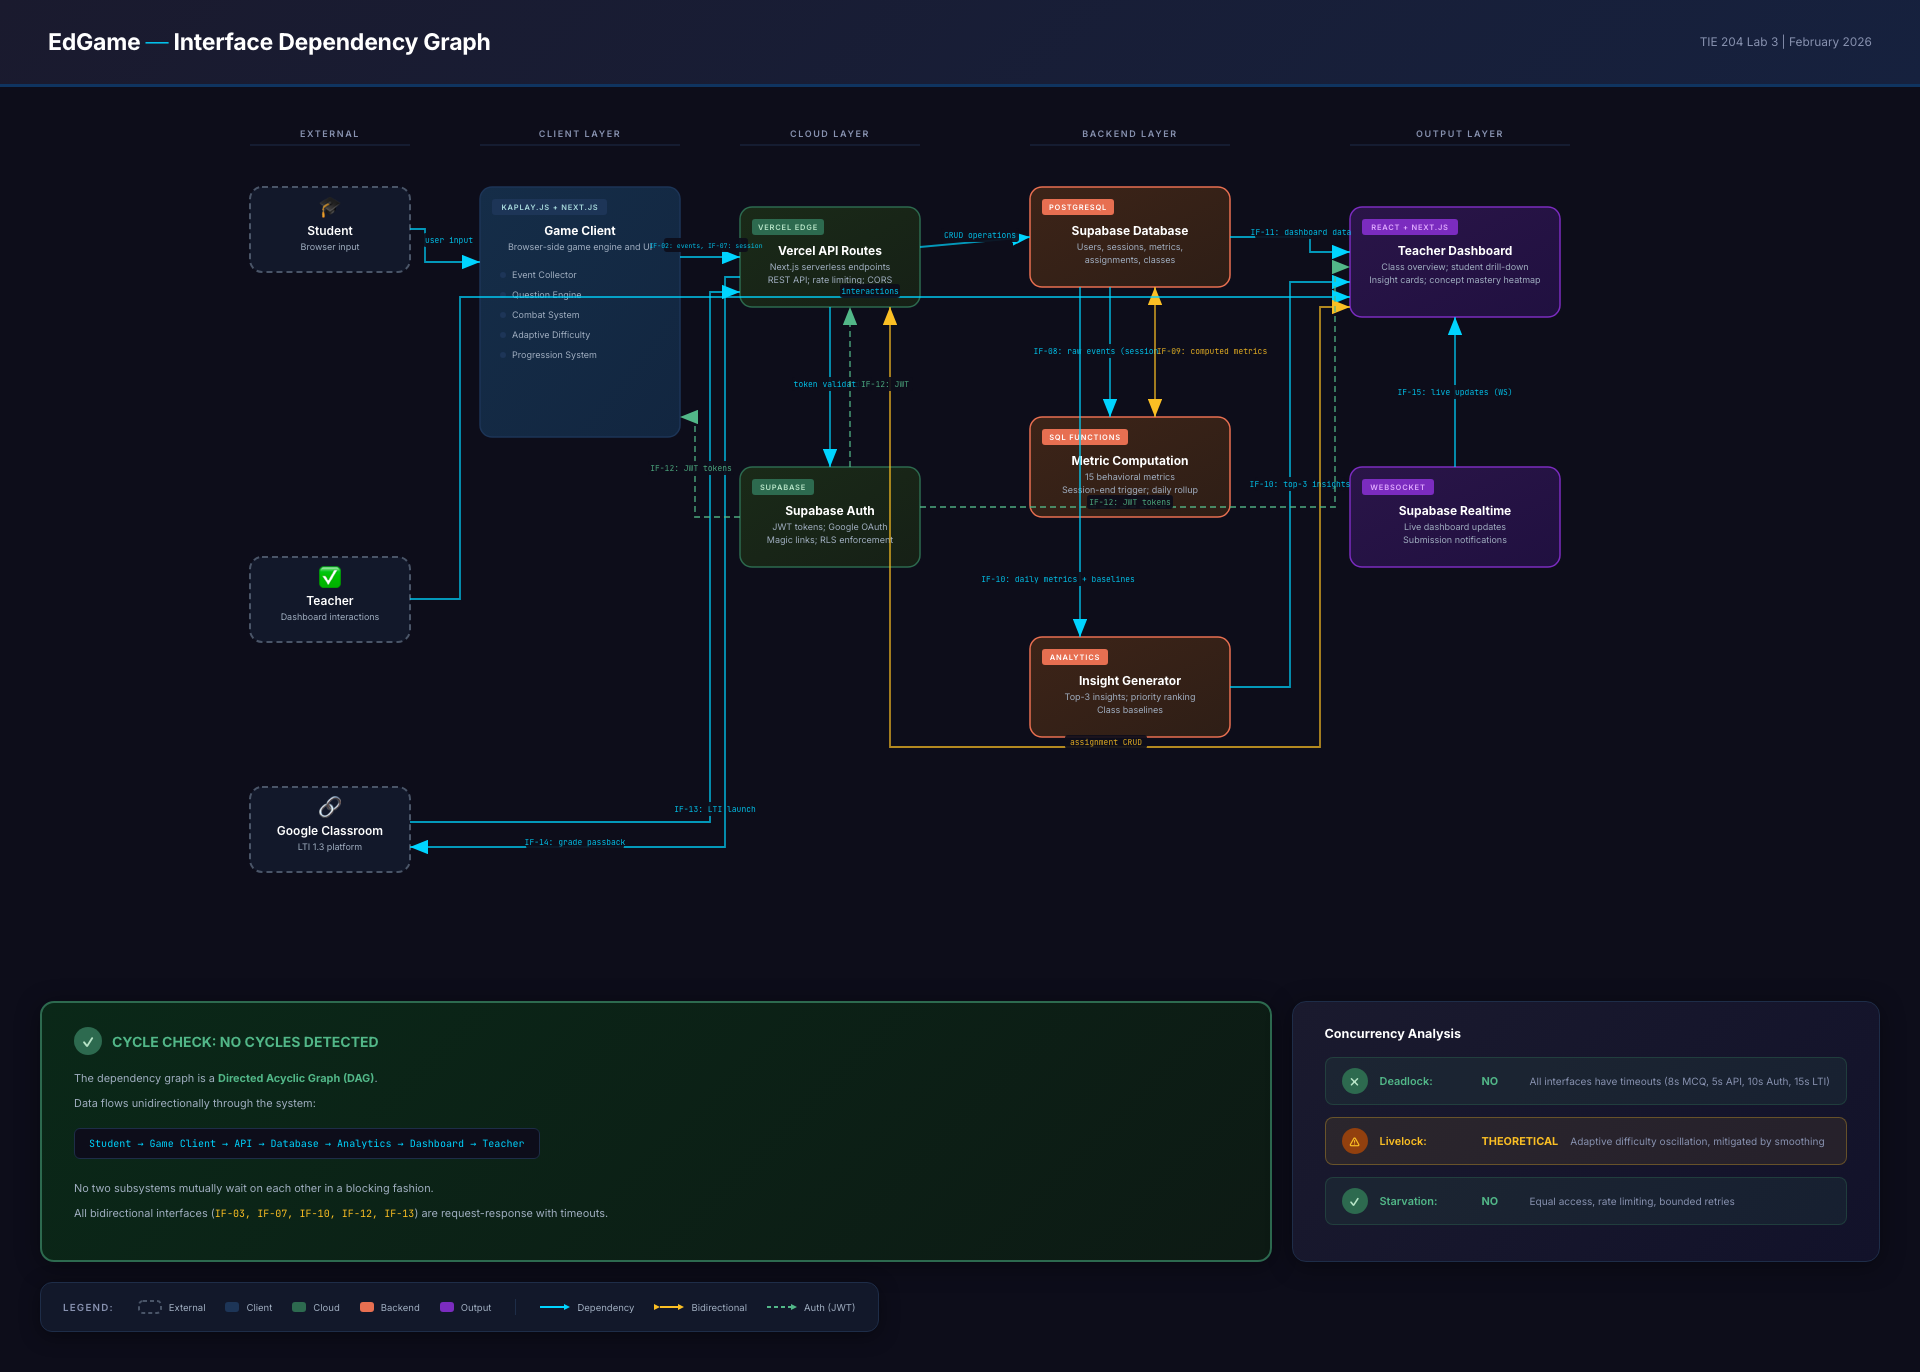 EdGame — Interface Dependency Graph
TIE 204 Lab 3 | February 2026
EXTERNAL
CLIENT LAYER
CLOUD LAYER
BACKEND LAYER
OUTPUT LAYER
Student
Browser input
user input
KAPLAY.JS + NEXT.JS
Game Client
Browser-side game engine and UI
Event Collector
Question Engine
Combat System
Adaptive Difficulty
Progression System
IF-02: events, IF-07: session
VERCEL EDGE
Vercel API Routes
Next.js serverless endpoints
REST API; rate limiting; CORS
interactions
CRUD operations
POSTGRESQL
Supabase Database
Users, sessions, metrics,
assignments, classes
IF-11: dashboard data
REACT + NEXT.JS
Teacher Dashboard
Class overview; student drill-down
Insight cards; concept mastery heatmap
IF-08: raw events (session
IF-09: computed metrics
token validat
IF-12: JWT
IF-15: live updates (WS)
IF-12: JWT tokens
SQL FUNCTIONS
Metric Computation
15 behavioral metrics
Session-end trigger; daily rollup
IF-12: JWT tokens
IF-10: top-3 insights
SUPABASE
Supabase Auth
JWT tokens; Google OAuth
Magic links; RLS enforcement
WEBSOCKET
Supabase Realtime
Live dashboard updates
Submission notifications
Teacher
Dashboard interactions
IF-10: daily metrics + baselines
ANALYTICS
Insight Generator
Top-3 insights; priority ranking
Class baselines
assignment CRUD
Google Classroom
LTI 1.3 platform
IF-13: LTI launch
IF-14: grade passback
CYCLE CHECK: NO CYCLES DETECTED
The dependency graph is a Directed Acyclic Graph (DAG).
Data flows unidirectionally through the system:
Student → Game Client → API → Database → Analytics → Dashboard → Teacher
No two subsystems mutually wait on each other in a blocking fashion.
All bidirectional interfaces (IF-03, IF-07, IF-10, IF-12, IF-13) are request-response with timeouts.
Concurrency Analysis
Deadlock: NO All interfaces have timeouts (8s MCQ, 5s API, 10s Auth, 15s LTI)
Livelock: THEORETICAL Adaptive difficulty oscillation, mitigated by smoothing
Starvation: NO Equal access, rate limiting, bounded retries
LEGEND: External Client Cloud Backend Output Dependency Bidirectional Auth (JWT)